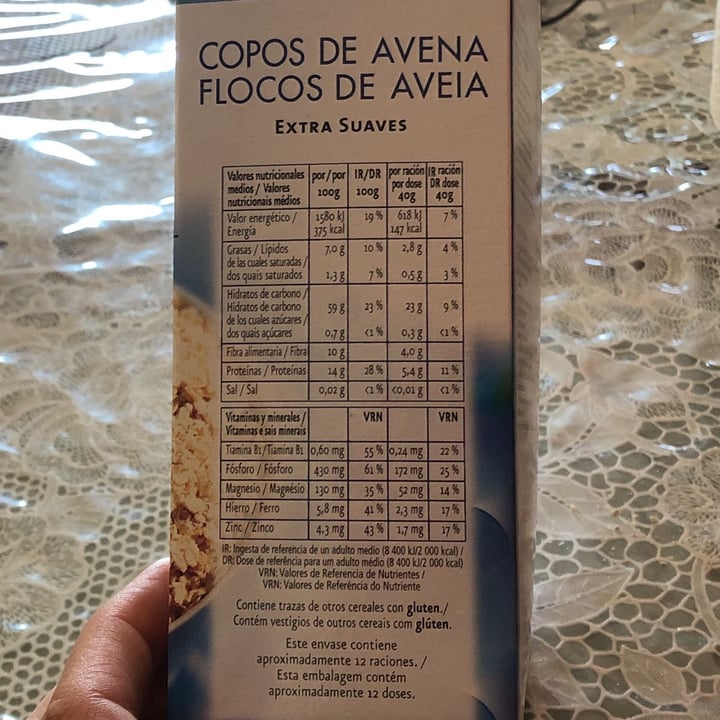 COPOS DE AVENA
FLOCOS DE AVEIA
EXTRA SUAVES
Valores nutricionales medios / Valores nutricionais médios | por/por 100g | IR/DR 100g | por ración por dose 40g | IR ración DR dose 40g
Valor energético / Energía | 1580 kJ 375 kcal | 19 % | 618 kJ 147 kcal | 7 %
Grasas / Lípidos | 7,0 g | 10 % | 2,8 g | 4 %
de las cuales saturadas / dos quais saturados | 1,3 g | 7 % | 0,5 g | 3 %
Hidratos de carbono / Hidratos de carbono | 59 g | 23 % | 23 g | 9 %
de los cuales azúcares / dos quais açúcares | 0,7 g | <1 % | 0,3 g | <1 %
Fibra alimentaria / Fibra | 10 g | 4,0 g
Proteínas / Proteínas | 14 g | 28 % | 5,4 g | 11 %
Sal / Sal | 0,02 g | <1 % | <0,01 g | <1 %
Vitaminas y minerales / Vitaminas e sais minerais | VRN | VRN
Tiamina B1/Tiamina B1 | 0,60 mg | 55 % | 0,24 mg | 22 %
Fósforo / Fósforo | 430 mg | 61 % | 172 mg | 25 %
Magnesio / Magnésio | 130 mg | 35 % | 52 mg | 14 %
Hierro / Ferro | 5,8 mg | 41 % | 2,3 mg | 17 %
Zinc / Zinco | 4,3 mg | 43 % | 1,7 mg | 17 %
IR: Ingesta de referencia de un adulto medio (8 400 kJ/2 000 kcal) /
DR: Dose de referência para um adulto médio (8 400 kJ/2 000 kcal)
VRN: Valores de Referencia de Nutrientes /
VRN: Valores de Referência do Nutriente
Contiene trazas de otros cereales con gluten./
Contém vestígios de outros cereais com glúten.
Este envase contiene
aproximadamente 12 raciones. /
Esta embalagem contém
aproximadamente 12 doses.